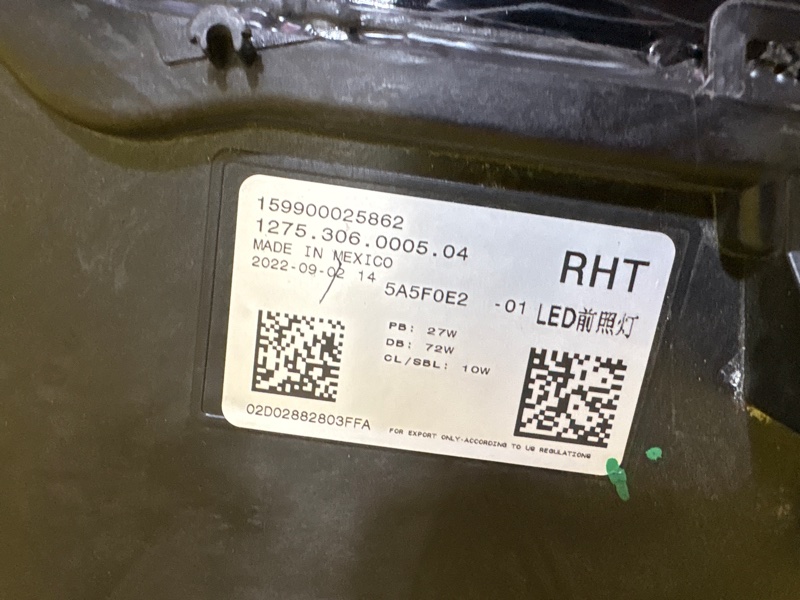 159900025862
1275.306.0005.04
MADE IN MEXICO
2022-09-02 14
RHT
5A5F0E2 -01 LED前照灯
PB: 27W
DB: 72W
CL/SBL: 10W
02D02882803FFA
FOR EXPORT ONLY-ACCORDING TO US REGULATIONS